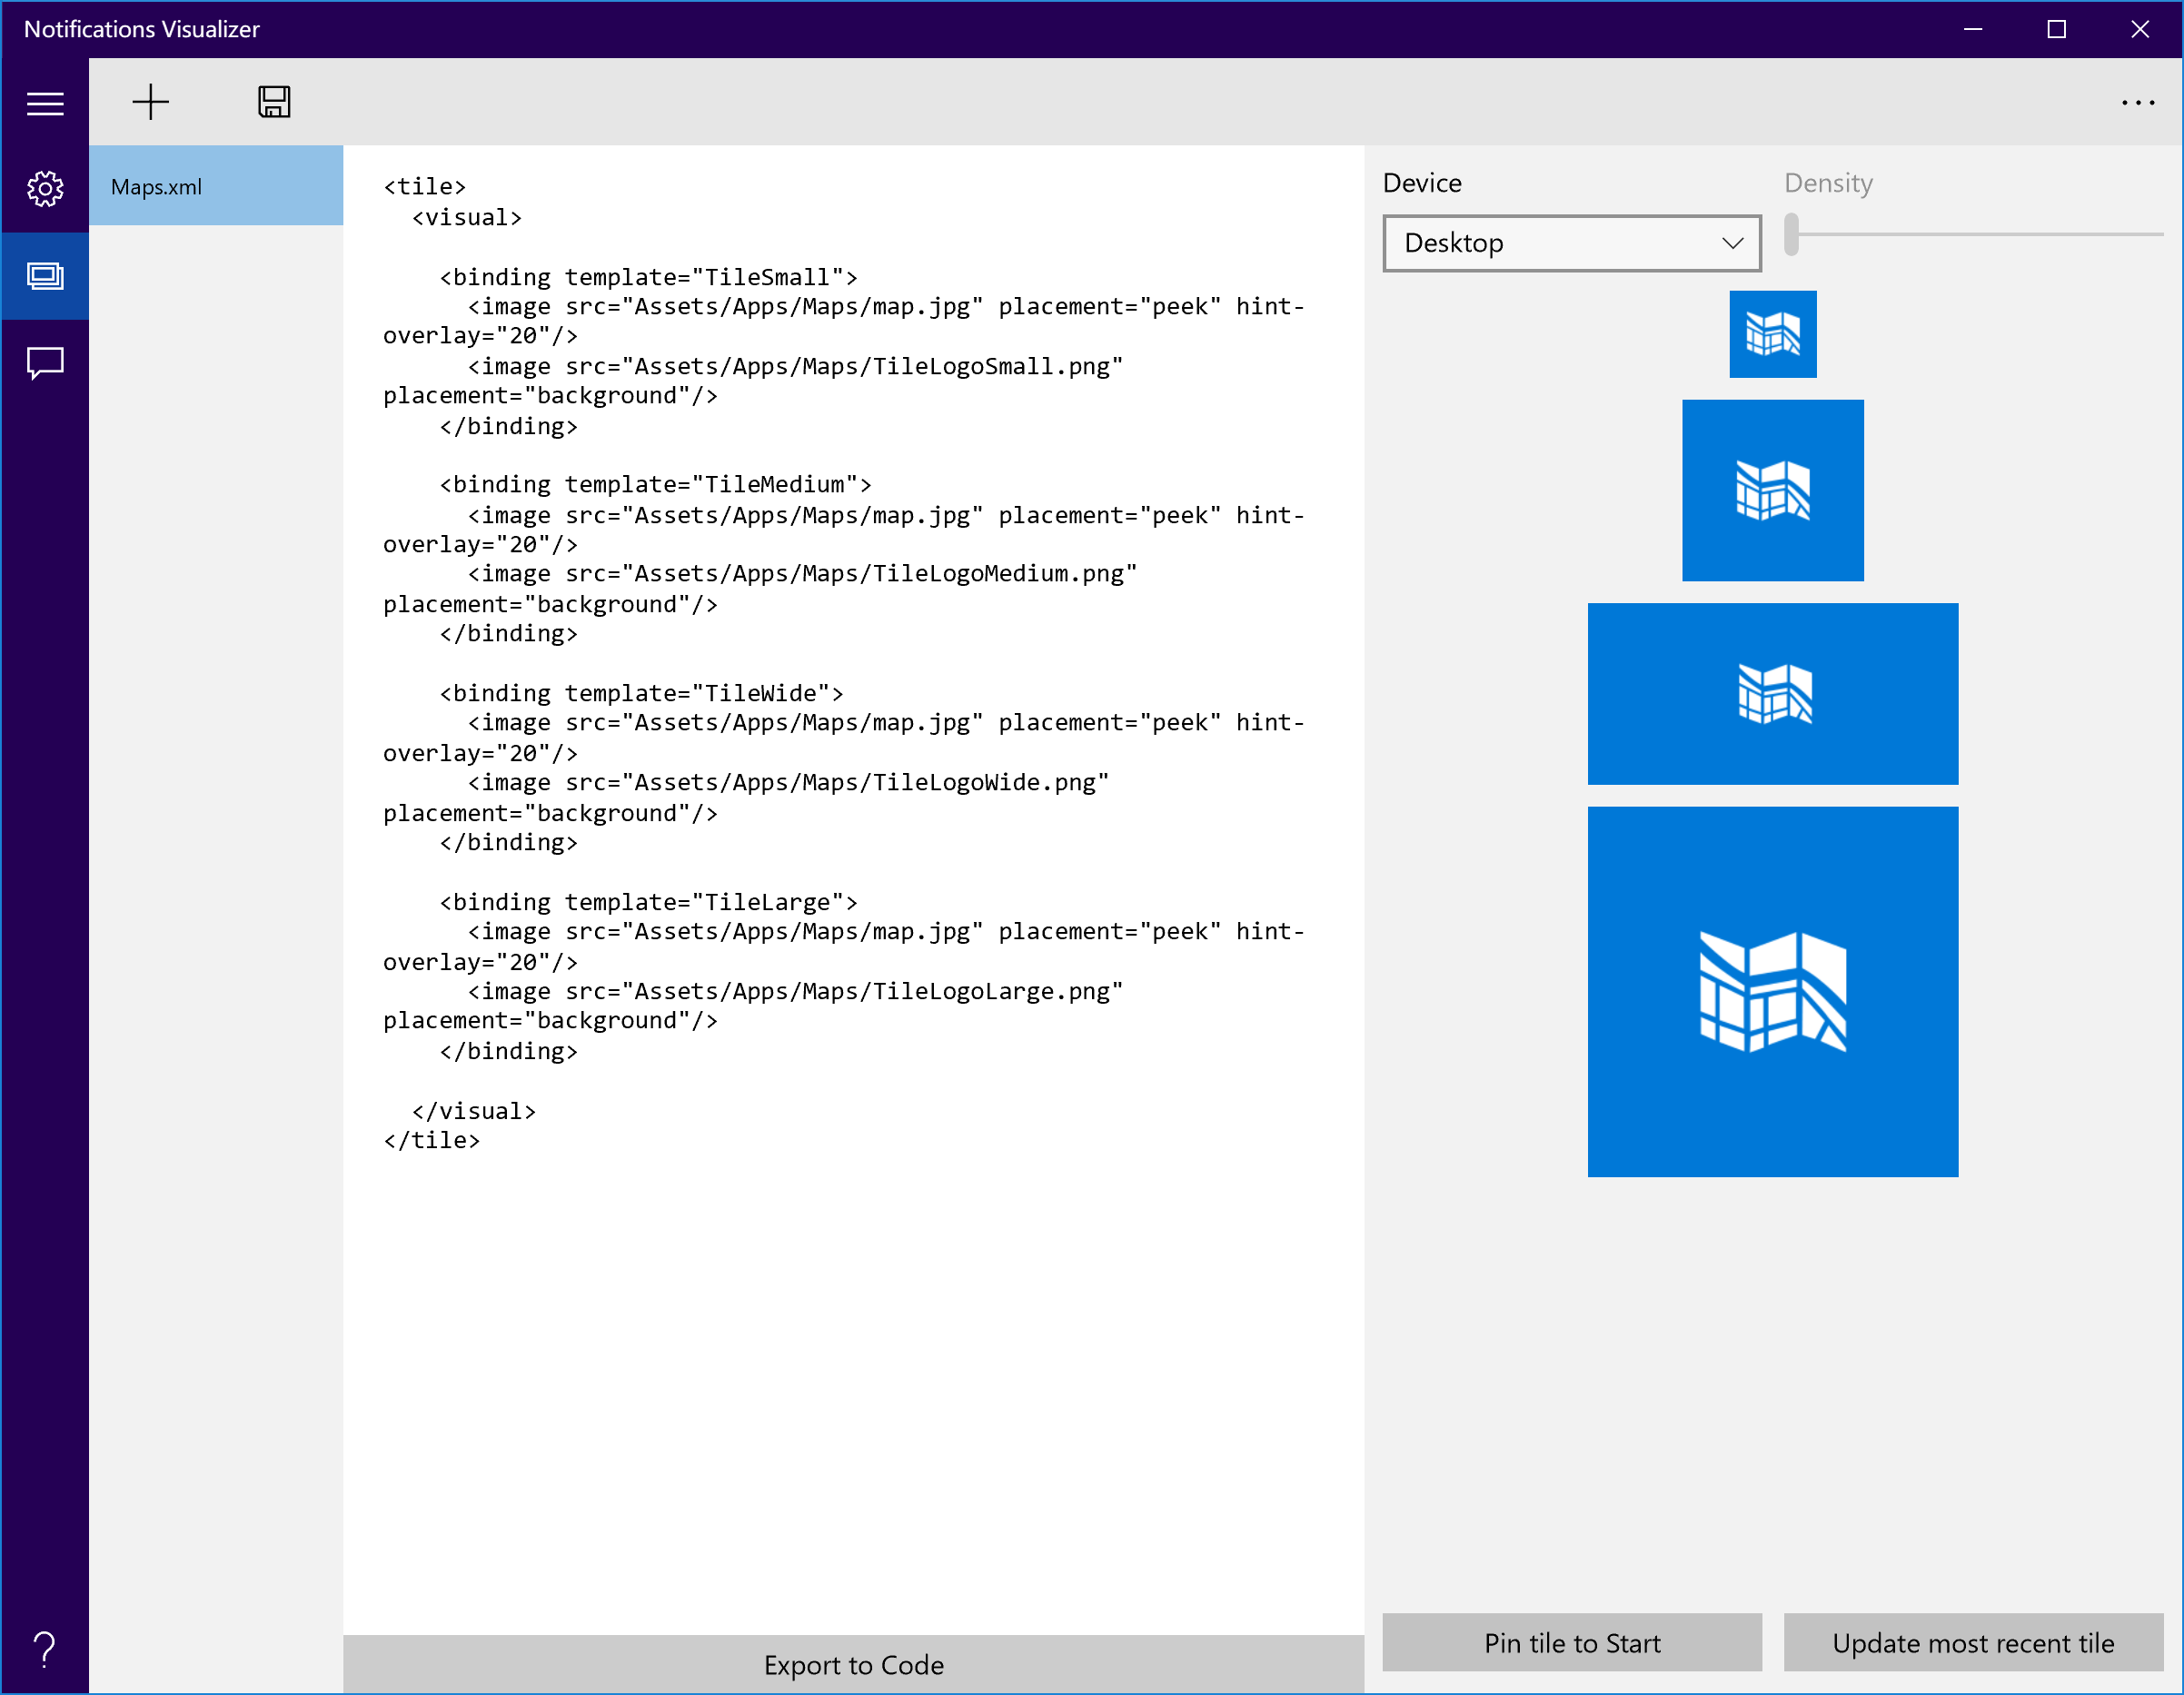 Notifications Visualizer
Maps.xml
<tile>
<visual>
<binding template="TileSmall">
<image src="Assets/Apps/Maps/map.jpg" placement="peek" hint-
overlay="20"/>
<image src="Assets/Apps/Maps/TileLogoSmall.png"
placement="background"/>
</binding>
<binding template="TileMedium">
<image src="Assets/Apps/Maps/map.jpg" placement="peek" hint-
overlay="20"/>
<image src="Assets/Apps/Maps/TileLogoMedium.png"
placement="background"/>
</binding>
<binding template="TileWide">
<image src="Assets/Apps/Maps/map.jpg" placement="peek" hint-
overlay="20"/>
<image src="Assets/Apps/Maps/TileLogoWide.png"
placement="background"/>
</binding>
<binding template="TileLarge">
<image src="Assets/Apps/Maps/map.jpg" placement="peek" hint-
overlay="20"/>
<image src="Assets/Apps/Maps/TileLogoLarge.png"
placement="background"/>
</binding>
</visual>
</tile>
Export to Code
Device
Density
Desktop
Pin tile to Start
Update most recent tile